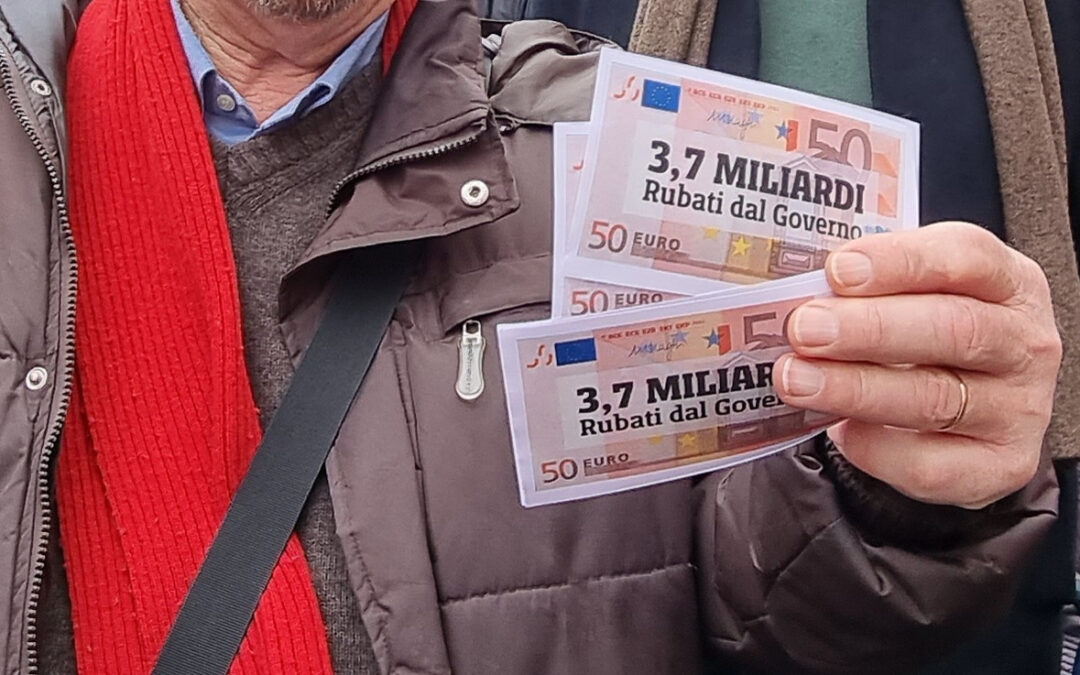 50
3,7 MILIARDI
Rubati dal Governo
50 EURO
50 EURO
3,7 MILIAR
Rubati dal Gover
50 EURO